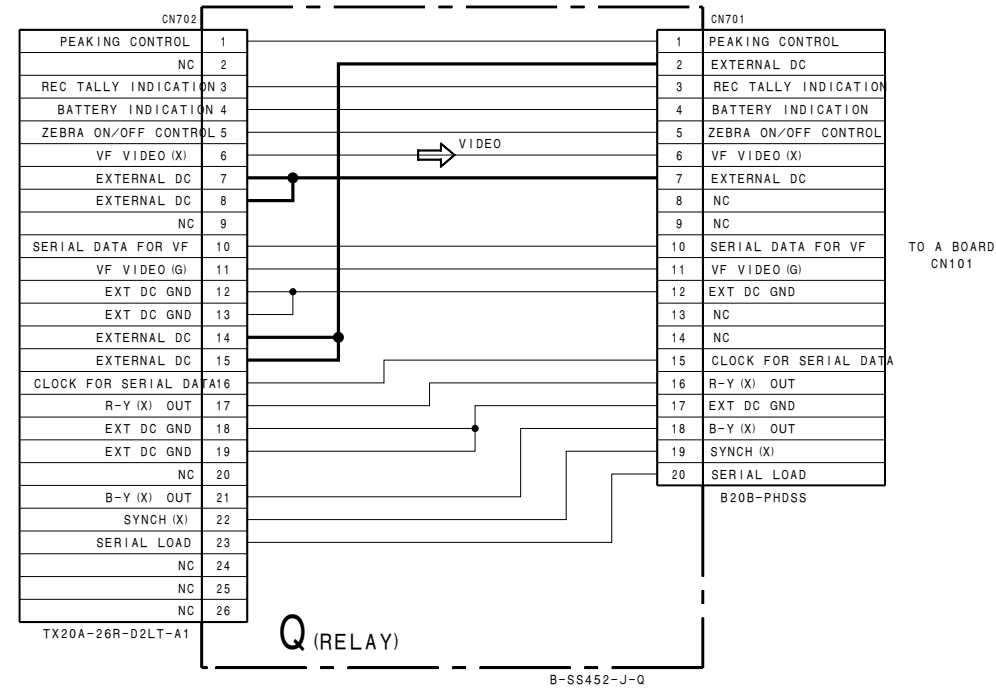 CN702
PEAKING CONTROL 1
NC 2
REC TALLY INDICATION 3
BATTERY INDICATION 4
ZEBRA ON/OFF CONTROL 5
VF VIDEO (X) 6
EXTERNAL DC 7
EXTERNAL DC 8
NC 9
SERIAL DATA FOR VF 10
VF VIDEO (G) 11
EXT DC GND 12
EXT DC GND 13
EXTERNAL DC 14
EXTERNAL DC 15
CLOCK FOR SERIAL DATA 16
R-Y (X) OUT 17
EXT DC GND 18
EXT DC GND 19
NC 20
B-Y (X) OUT 21
SYNCH (X) 22
SERIAL LOAD 23
NC 24
NC 25
NC 26
TX20A-26R-D2LT-A1
VIDEO
Q (RELAY)
CN701
1 PEAKING CONTROL
2 EXTERNAL DC
3 REC TALLY INDICATION
4 BATTERY INDICATION
5 ZEBRA ON/OFF CONTROL
6 VF VIDEO (X)
7 EXTERNAL DC
8 NC
9 NC
10 SERIAL DATA FOR VF
11 VF VIDEO (G)
12 EXT DC GND
13 NC
14 NC
15 CLOCK FOR SERIAL DATA
16 R-Y (X) OUT
17 EXT DC GND
18 B-Y (X) OUT
19 SYNCH (X)
20 SERIAL LOAD
B20B-PHDSS
TO A BOARD
CN101
B-SS452-J-Q